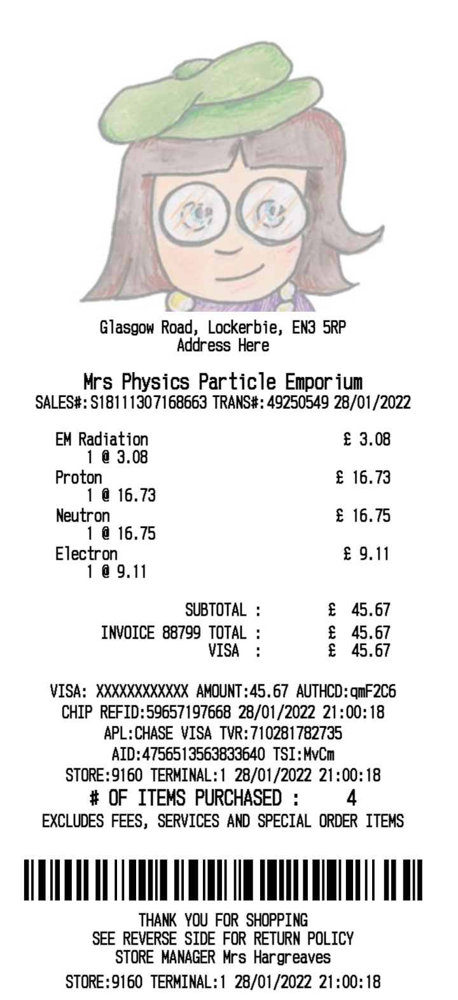 Glasgow Road, Lockerbie, EN3 5RP
Address Here
Mrs Physics Particle Emporium
SALES#:S18111307168663 TRANS#:49250549 28/01/2022
EM Radiation £ 3.08
1 @ 3.08
Proton £ 16.73
1 @ 16.73
Neutron £ 16.75
1 @ 16.75
Electron £ 9.11
1 @ 9.11
SUBTOTAL : £ 45.67
INVOICE 88799 TOTAL : £ 45.67
VISA : £ 45.67
VISA: XXXXXXXXXXXX AMOUNT:45.67 AUTHCD:qmF2C6
CHIP REFID:59657197668 28/01/2022 21:00:18
APL:CHASE VISA TVR:710281782735
AID:4756513563833640 TSI:MvCm
STORE:9160 TERMINAL:1 28/01/2022 21:00:18
# OF ITEMS PURCHASED : 4
EXCLUDES FEES, SERVICES AND SPECIAL ORDER ITEMS
THANK YOU FOR SHOPPING
SEE REVERSE SIDE FOR RETURN POLICY
STORE MANAGER Mrs Hargreaves
STORE:9160 TERMINAL:1 28/01/2022 21:00:18